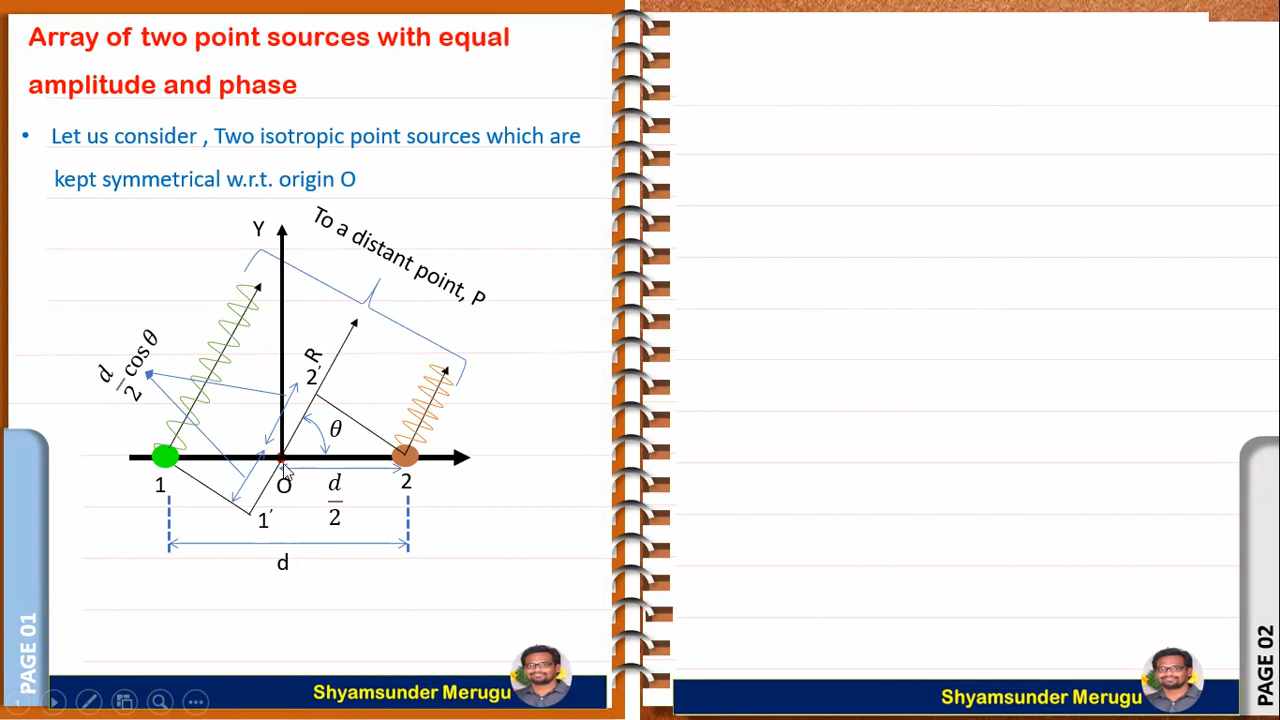 Array of two point sources with equal
amplitude and phase
• Let us consider , Two isotropic point sources which are
kept symmetrical w.r.t. origin O
Y
To a distant point, P
d/2 cosθ
R
2'
θ
1
O
d/2
2
1'
d
PAGE 01
Shyamsunder Merugu
Shyamsunder Merugu
PAGE 02